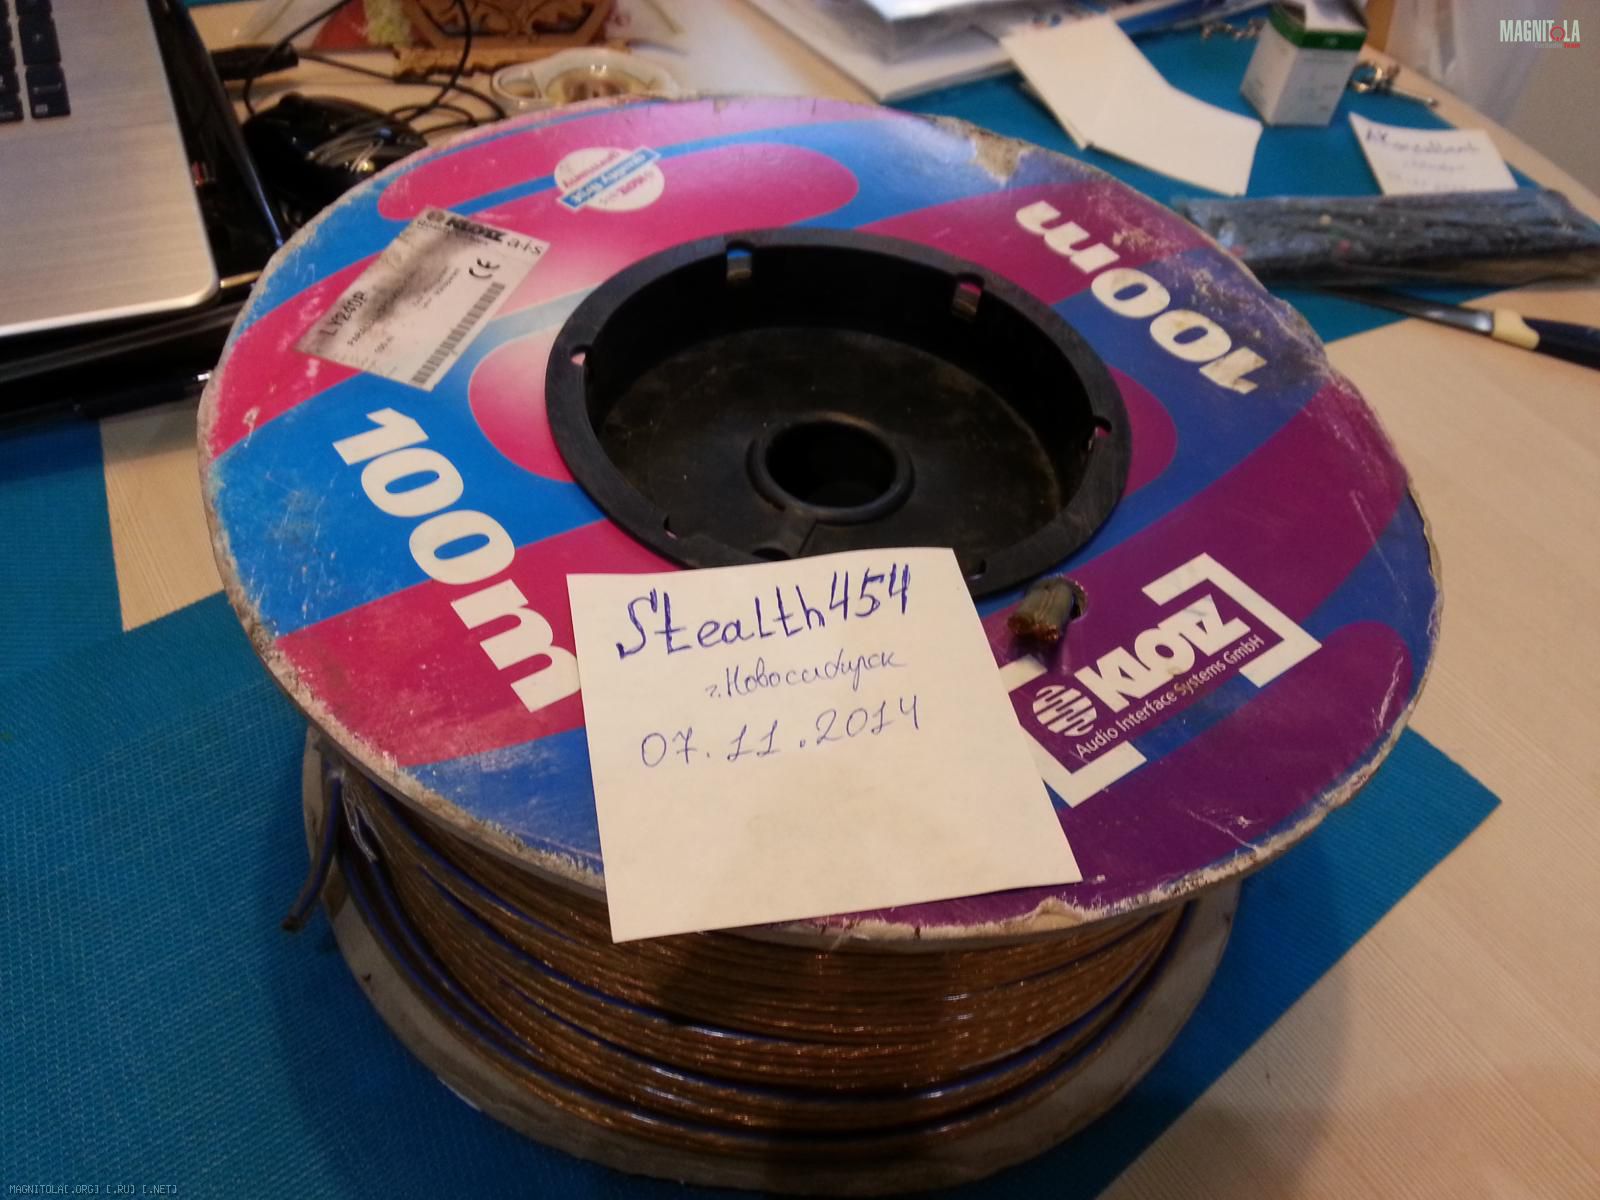 MAGNITOLA
KLOTZ a·i·s
CE
LY240P
100 m
100m
100m
KLOTZ
Audio Interface Systems GmbH
Stealth454
г.Новосибирск
07.11.2014
MAGNITOLA[.ORG] [.RU] [.NET]